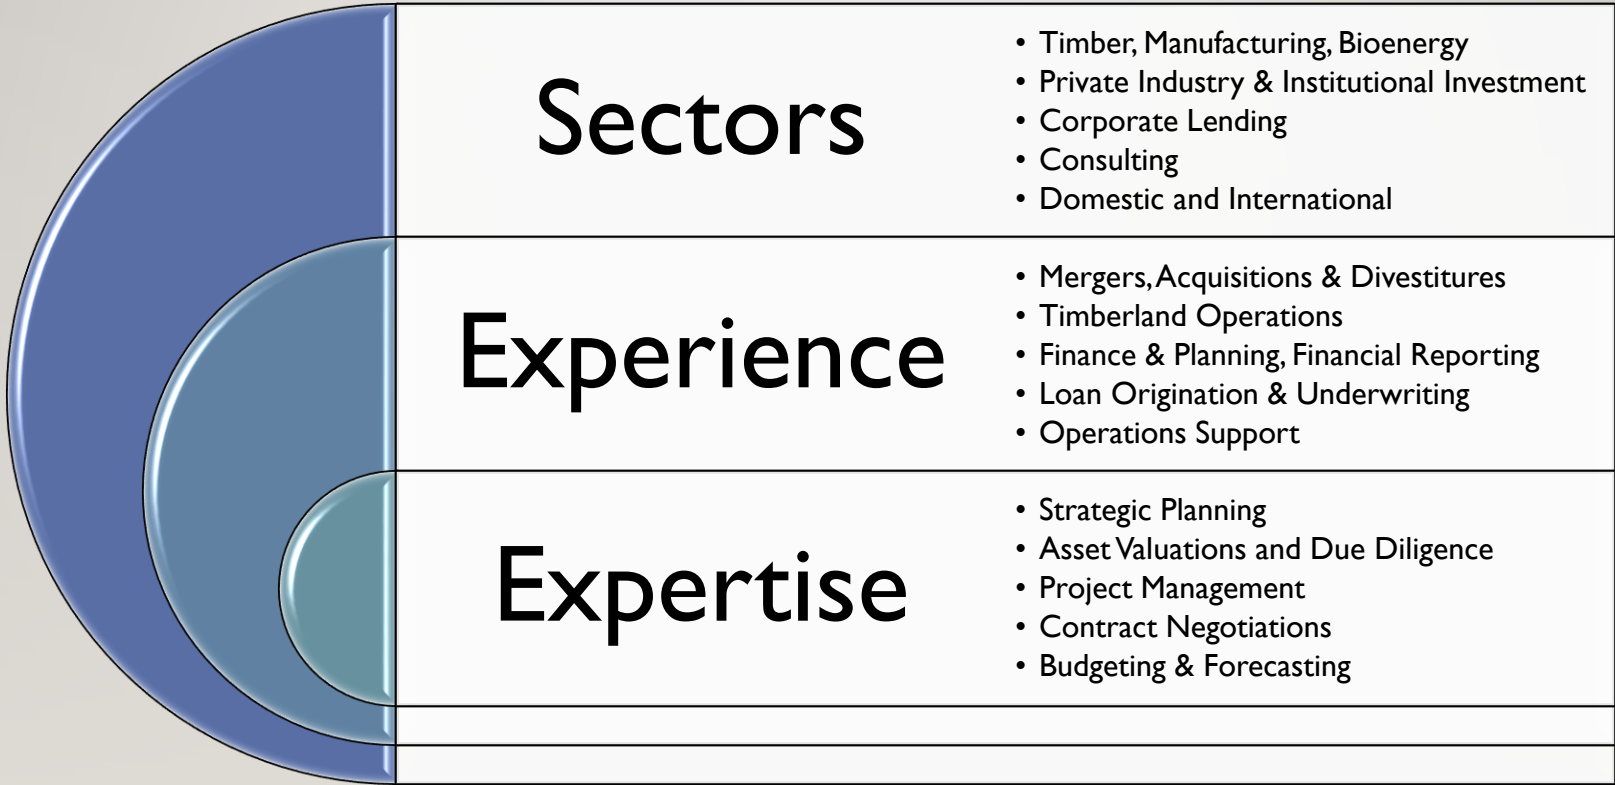 Sectors
• Timber, Manufacturing, Bioenergy
• Private Industry & Institutional Investment
• Corporate Lending
• Consulting
• Domestic and International
Experience
• Mergers, Acquisitions & Divestitures
• Timberland Operations
• Finance & Planning, Financial Reporting
• Loan Origination & Underwriting
• Operations Support
Expertise
• Strategic Planning
• Asset Valuations and Due Diligence
• Project Management
• Contract Negotiations
• Budgeting & Forecasting